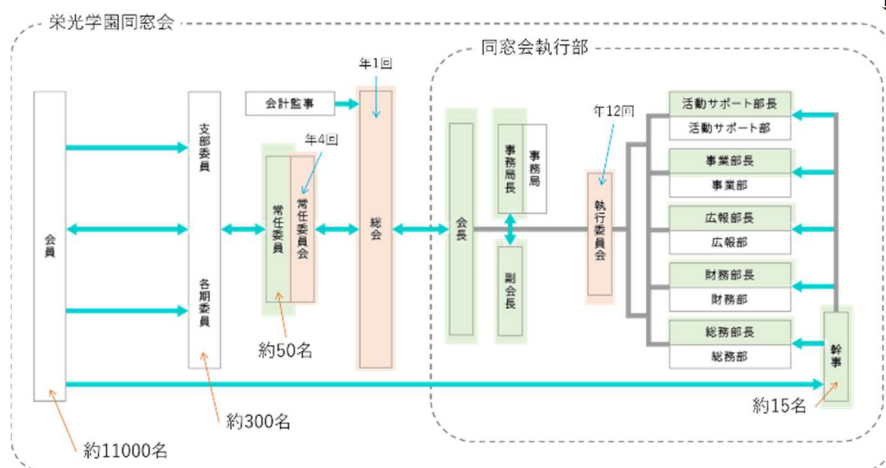 栄光学園同窓会
同窓会執行部
年1回
会計監事
年4回
年12回
会員
支部委員
各期委員
常任委員
常任委員会
総会
会長
事務局長
事務局
副会長
執行委員会
活動サポート部長
活動サポート部
事業部長
事業部
広報部長
広報部
財務部長
財務部
総務部長
総務部
幹事
約50名
約300名
約11000名
約15名